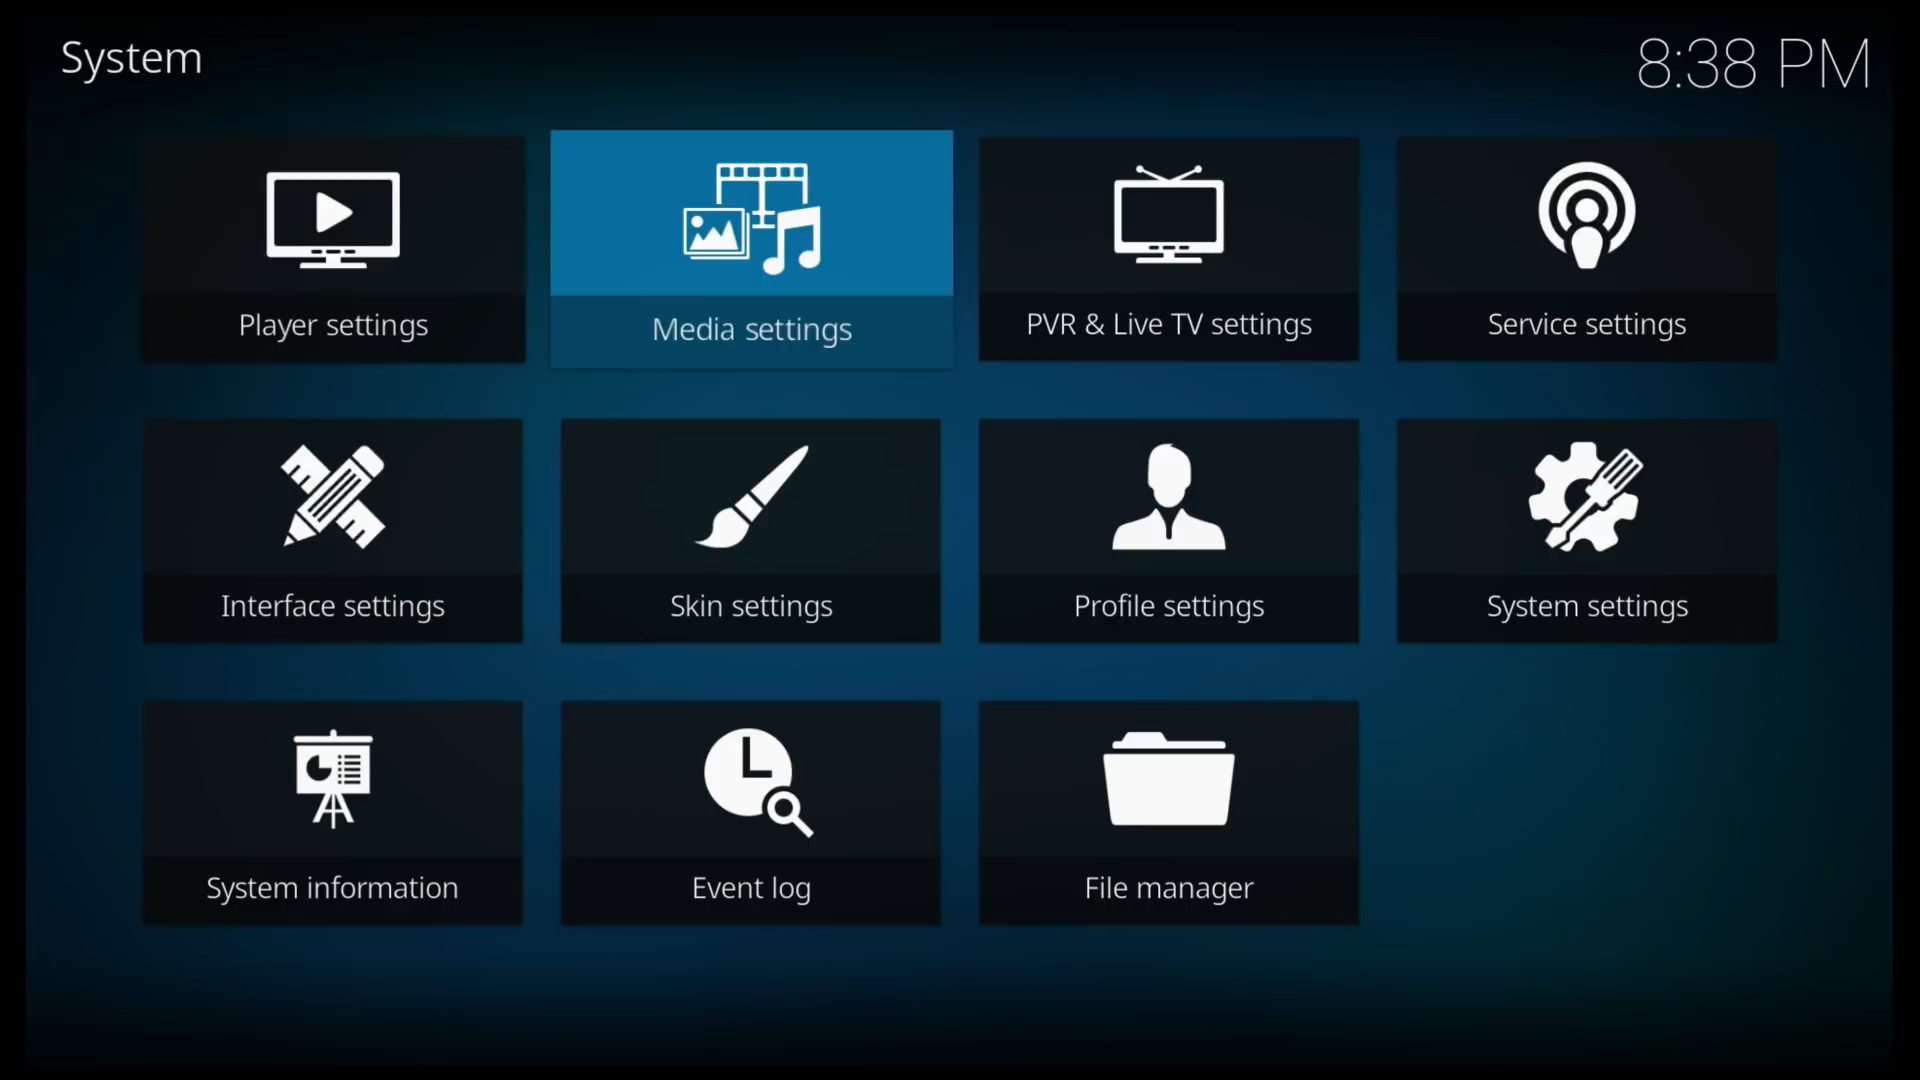 System
8:38 PM
Player settings
Media settings
PVR & Live TV settings
Service settings
Interface settings
Skin settings
Profile settings
System settings
System information
Event log
File manager